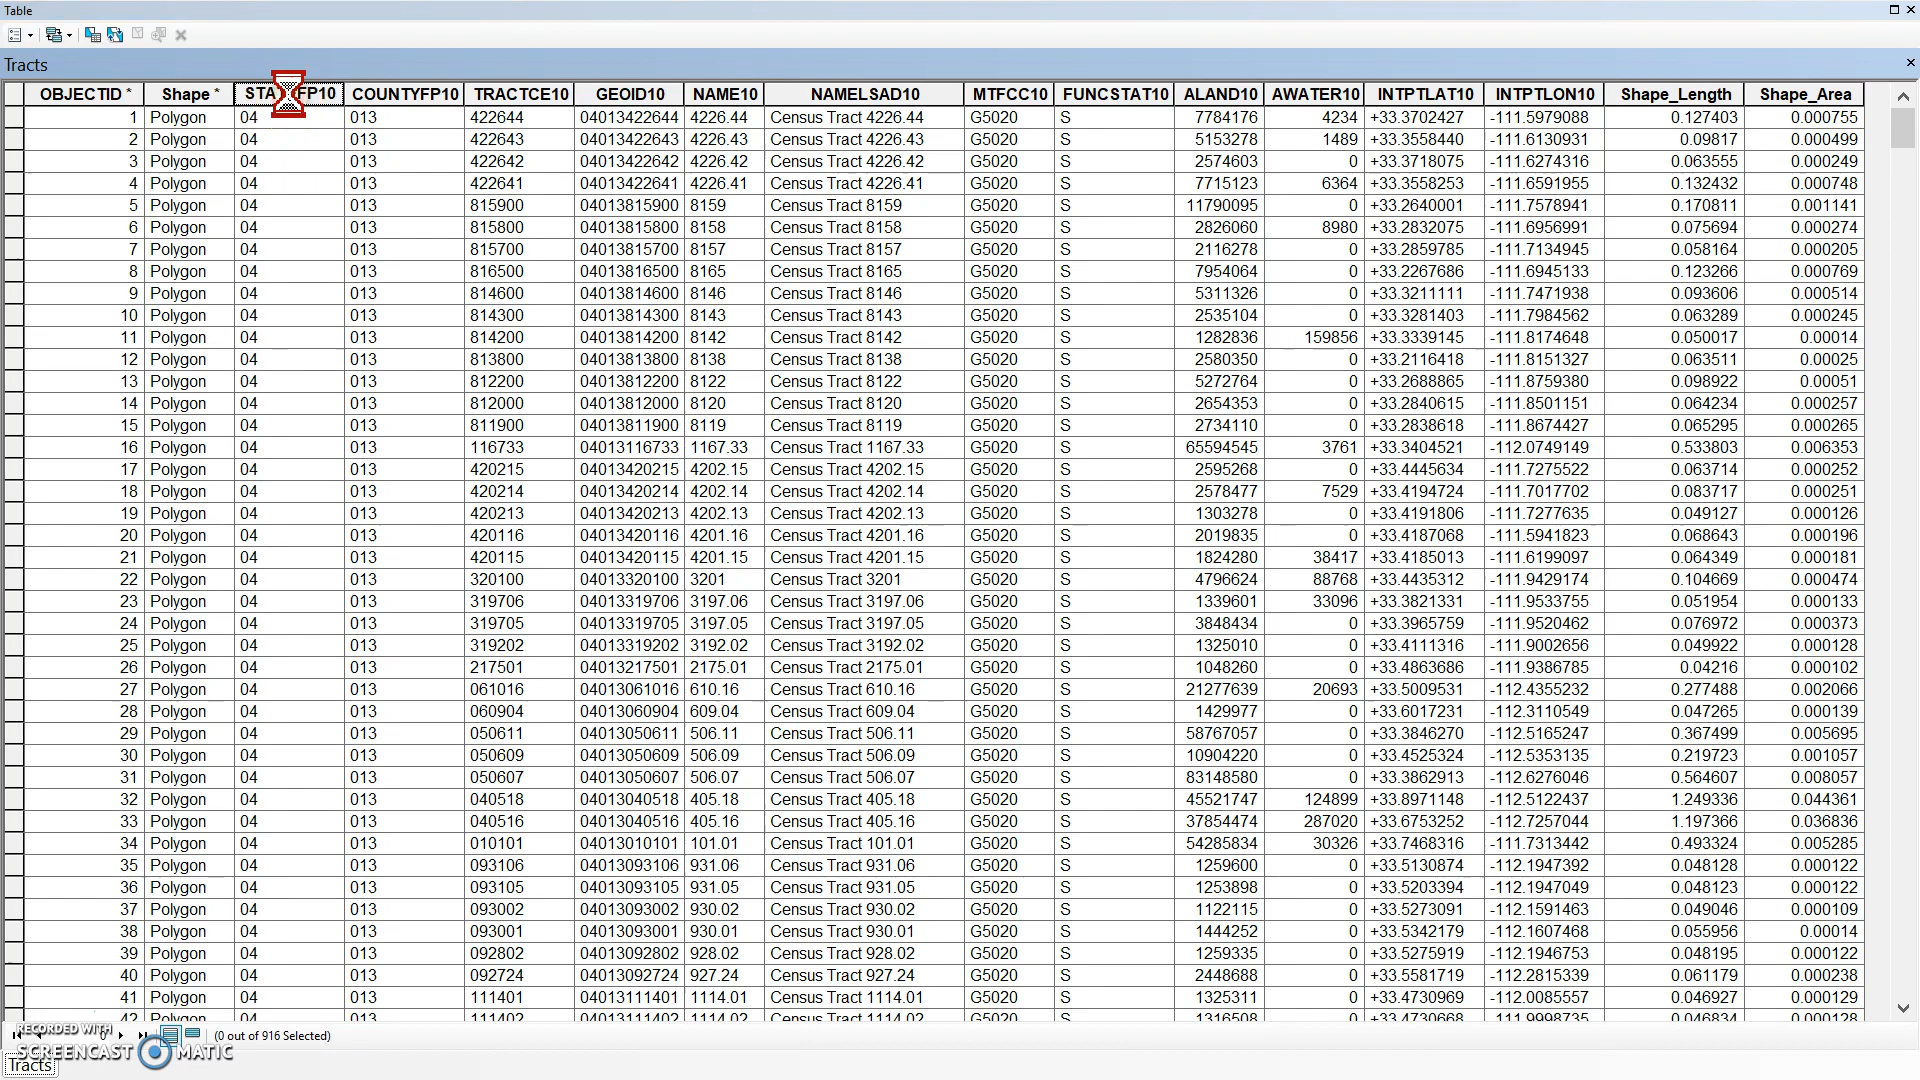 Table
Tracts
OBJECTID * Shape * STATEFP10 COUNTYFP10 TRACTCE10 GEOID10 NAME10 NAMELSAD10 MTFCC10 FUNCSTAT10 ALAND10 AWATER10 INTPTLAT10 INTPTLON10 Shape_Length Shape_Area
1 Polygon 04 013 422644 04013422644 4226.44 Census Tract 4226.44 G5020 S 7784176 4234 +33.3702427 -111.5979088 0.127403 0.000755
2 Polygon 04 013 422643 04013422643 4226.43 Census Tract 4226.43 G5020 S 5153278 1489 +33.3558440 -111.6130931 0.09817 0.000499
3 Polygon 04 013 422642 04013422642 4226.42 Census Tract 4226.42 G5020 S 2574603 0 +33.3718075 -111.6274316 0.063555 0.000249
4 Polygon 04 013 422641 04013422641 4226.41 Census Tract 4226.41 G5020 S 7715123 6364 +33.3558253 -111.6591955 0.132432 0.000748
5 Polygon 04 013 815900 04013815900 8159 Census Tract 8159 G5020 S 11790095 0 +33.2640001 -111.7578941 0.170811 0.001141
6 Polygon 04 013 815800 04013815800 8158 Census Tract 8158 G5020 S 2826060 8980 +33.2832075 -111.6956991 0.075694 0.000274
7 Polygon 04 013 815700 04013815700 8157 Census Tract 8157 G5020 S 2116278 0 +33.2859785 -111.7134945 0.058164 0.000205
8 Polygon 04 013 816500 04013816500 8165 Census Tract 8165 G5020 S 7954064 0 +33.2267686 -111.6945133 0.123266 0.000769
9 Polygon 04 013 814600 04013814600 8146 Census Tract 8146 G5020 S 5311326 0 +33.3211111 -111.7471938 0.093606 0.000514
10 Polygon 04 013 814300 04013814300 8143 Census Tract 8143 G5020 S 2535104 0 +33.3281403 -111.7984562 0.063289 0.000245
11 Polygon 04 013 814200 04013814200 8142 Census Tract 8142 G5020 S 1282836 159856 +33.3339145 -111.8174648 0.050017 0.00014
12 Polygon 04 013 813800 04013813800 8138 Census Tract 8138 G5020 S 2580350 0 +33.2116418 -111.8151327 0.063511 0.00025
13 Polygon 04 013 812200 04013812200 8122 Census Tract 8122 G5020 S 5272764 0 +33.2688865 -111.8759380 0.098922 0.00051
14 Polygon 04 013 812000 04013812000 8120 Census Tract 8120 G5020 S 2654353 0 +33.2840615 -111.8501151 0.064234 0.000257
15 Polygon 04 013 811900 04013811900 8119 Census Tract 8119 G5020 S 2734110 0 +33.2838618 -111.8674427 0.065295 0.000265
16 Polygon 04 013 116733 04013116733 1167.33 Census Tract 1167.33 G5020 S 65594545 3761 +33.3404521 -112.0749149 0.533803 0.006353
17 Polygon 04 013 420215 04013420215 4202.15 Census Tract 4202.15 G5020 S 2595268 0 +33.4445634 -111.7275522 0.063714 0.000252
18 Polygon 04 013 420214 04013420214 4202.14 Census Tract 4202.14 G5020 S 2578477 7529 +33.4194724 -111.7017702 0.083717 0.000251
19 Polygon 04 013 420213 04013420213 4202.13 Census Tract 4202.13 G5020 S 1303278 0 +33.4191806 -111.7277635 0.049127 0.000126
20 Polygon 04 013 420116 04013420116 4201.16 Census Tract 4201.16 G5020 S 2019835 0 +33.4187068 -111.5941823 0.068643 0.000196
21 Polygon 04 013 420115 04013420115 4201.15 Census Tract 4201.15 G5020 S 1824280 38417 +33.4185013 -111.6199097 0.064349 0.000181
22 Polygon 04 013 320100 04013320100 3201 Census Tract 3201 G5020 S 4796624 88768 +33.4435312 -111.9429174 0.104669 0.000474
23 Polygon 04 013 319706 04013319706 3197.06 Census Tract 3197.06 G5020 S 1339601 33096 +33.3821331 -111.9533755 0.051954 0.000133
24 Polygon 04 013 319705 04013319705 3197.05 Census Tract 3197.05 G5020 S 3848434 0 +33.3965759 -111.9520462 0.076972 0.000373
25 Polygon 04 013 319202 04013319202 3192.02 Census Tract 3192.02 G5020 S 1325010 0 +33.4111316 -111.9002656 0.049922 0.000128
26 Polygon 04 013 217501 04013217501 2175.01 Census Tract 2175.01 G5020 S 1048260 0 +33.4863686 -111.9386785 0.04216 0.000102
27 Polygon 04 013 061016 04013061016 610.16 Census Tract 610.16 G5020 S 21277639 20693 +33.5009531 -112.4355232 0.277488 0.002066
28 Polygon 04 013 060904 04013060904 609.04 Census Tract 609.04 G5020 S 1429977 0 +33.6017231 -112.3110549 0.047265 0.000139
29 Polygon 04 013 050611 04013050611 506.11 Census Tract 506.11 G5020 S 58767057 0 +33.3846270 -112.5165247 0.367499 0.005695
30 Polygon 04 013 050609 04013050609 506.09 Census Tract 506.09 G5020 S 10904220 0 +33.4525324 -112.5353135 0.219723 0.001057
31 Polygon 04 013 050607 04013050607 506.07 Census Tract 506.07 G5020 S 83148580 0 +33.3862913 -112.6276046 0.564607 0.008057
32 Polygon 04 013 040518 04013040518 405.18 Census Tract 405.18 G5020 S 45521747 124899 +33.8971148 -112.5122437 1.249336 0.044361
33 Polygon 04 013 040516 04013040516 405.16 Census Tract 405.16 G5020 S 37854474 287020 +33.6753252 -112.7257044 1.197366 0.036836
34 Polygon 04 013 010101 04013010101 101.01 Census Tract 101.01 G5020 S 54285834 30326 +33.7468316 -111.7313442 0.493324 0.005285
35 Polygon 04 013 093106 04013093106 931.06 Census Tract 931.06 G5020 S 1259600 0 +33.5130874 -112.1947392 0.048128 0.000122
36 Polygon 04 013 093105 04013093105 931.05 Census Tract 931.05 G5020 S 1253898 0 +33.5203394 -112.1947049 0.048123 0.000122
37 Polygon 04 013 093002 04013093002 930.02 Census Tract 930.02 G5020 S 1122115 0 +33.5273091 -112.1591463 0.049046 0.000109
38 Polygon 04 013 093001 04013093001 930.01 Census Tract 930.01 G5020 S 1444252 0 +33.5342179 -112.1607468 0.055956 0.00014
39 Polygon 04 013 092802 04013092802 928.02 Census Tract 928.02 G5020 S 1259335 0 +33.5275919 -112.1946753 0.048195 0.000122
40 Polygon 04 013 092724 04013092724 927.24 Census Tract 927.24 G5020 S 2448688 0 +33.5581719 -112.2815339 0.061179 0.000238
41 Polygon 04 013 111401 04013111401 1114.01 Census Tract 1114.01 G5020 S 1325311 0 +33.4730969 -112.0085557 0.046927 0.000129
42 Polygon 04 013 111402 04013111402 1114.02 Census Tract 1114.02 G5020 S 1316508 0 +33.4730668 -111.9998735 0.046834 0.000128
0 (0 out of 916 Selected)
RECORDED WITH
SCREENCAST MATIC
Tracts